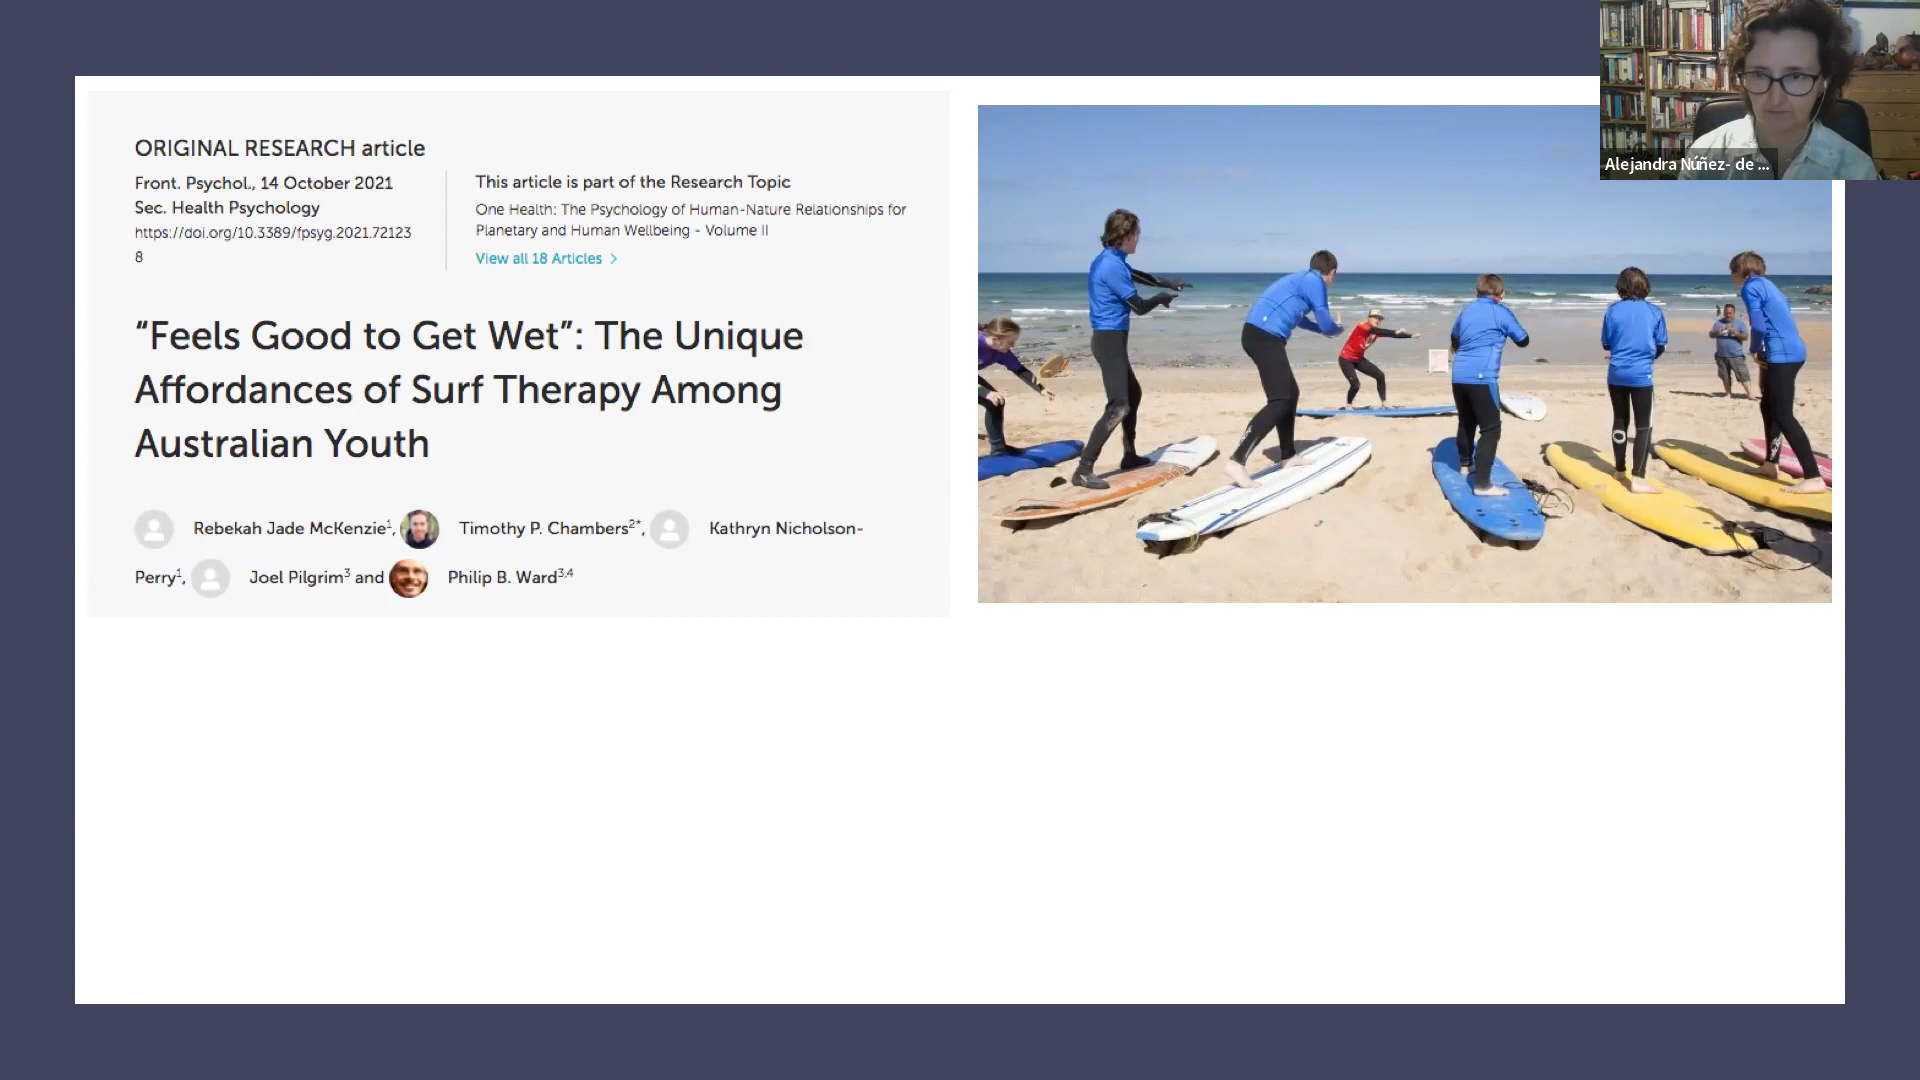 ORIGINAL RESEARCH article
Front. Psychol., 14 October 2021
Sec. Health Psychology
https://doi.org/10.3389/fpsyg.2021.72123
8
This article is part of the Research Topic
One Health: The Psychology of Human-Nature Relationships for
Planetary and Human Wellbeing - Volume II
View all 18 Articles >
“Feels Good to Get Wet”: The Unique
Affordances of Surf Therapy Among
Australian Youth
Rebekah Jade McKenzie1, Timothy P. Chambers2*, Kathryn Nicholson-
Perry1, Joel Pilgrim3 and Philip B. Ward3,4
Alejandra Núñez- de ...